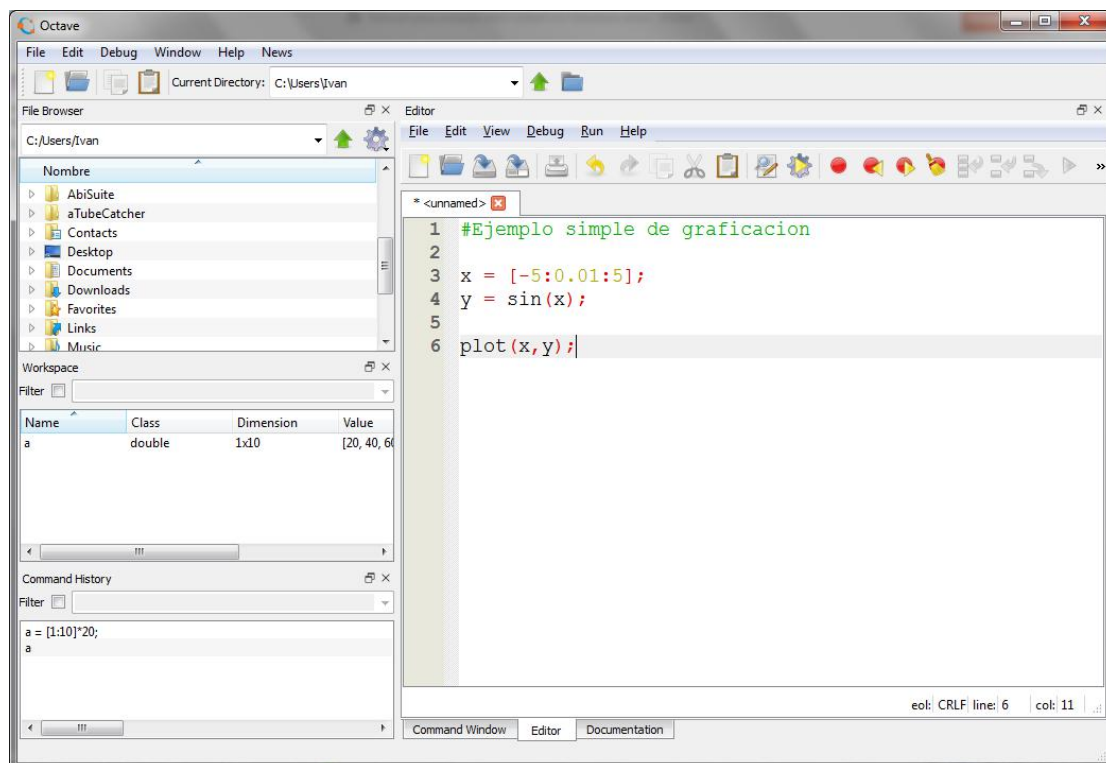 Octave
File Edit Debug Window Help News
Current Directory: C:\Users\Ivan
File Browser
C:/Users/Ivan
Nombre
AbiSuite
aTubeCatcher
Contacts
Desktop
Documents
Downloads
Favorites
Links
Music
Workspace
Filter
Name Class Dimension Value
a double 1x10 [20, 40, 60
Command History
Filter
a = [1:10]*20;
a
Editor
File Edit View Debug Run Help
* <unnamed>
1 #Ejemplo simple de graficacion
2
3 x = [-5:0.01:5];
4 y = sin(x);
5
6 plot(x,y);
eol: CRLF line: 6 col: 11
Command Window Editor Documentation